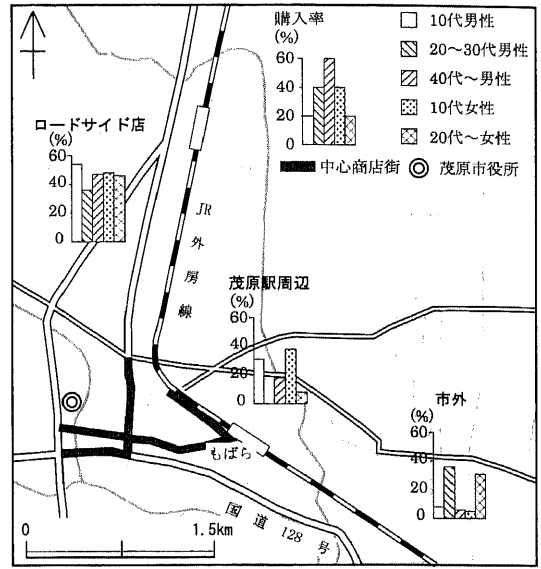 購入率
(%)
60
40
20
0
10代男性
20～30代男性
40代～男性
10代女性
20代～女性
中心商店街
茂原市役所
ロードサイド店
(%)
60
40
20
0
JR外房線
茂原駅周辺
(%)
60
40
20
0
市外
(%)
60
40
20
0
もばら
国道128号
0
1.5km